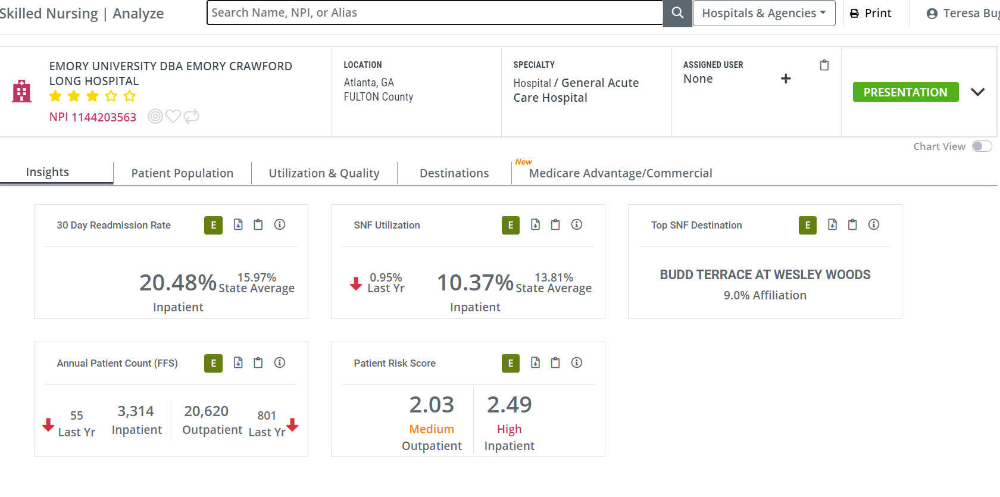 Skilled Nursing | Analyze
Search Name, NPI, or Alias
Hospitals & Agencies
Print
Teresa
EMORY UNIVERSITY DBA EMORY CRAWFORD
LONG HOSPITAL
NPI 1144203563
LOCATION
Atlanta, GA
FULTON County
SPECIALTY
Hospital / General Acute
Care Hospital
ASSIGNED USER
None
PRESENTATION
Chart View
Insights
Patient Population
Utilization & Quality
Destinations
New
Medicare Advantage/Commercial
30 Day Readmission Rate
E
20.48%
15.97%
State Average
Inpatient
SNF Utilization
E
0.95%
Last Yr
10.37%
13.81%
State Average
Inpatient
Top SNF Destination
E
BUDD TERRACE AT WESLEY WOODS
9.0% Affiliation
Annual Patient Count (FFS)
E
55
Last Yr
3,314
Inpatient
20,620
Outpatient
801
Last Yr
Patient Risk Score
E
2.03
Medium
Outpatient
2.49
High
Inpatient